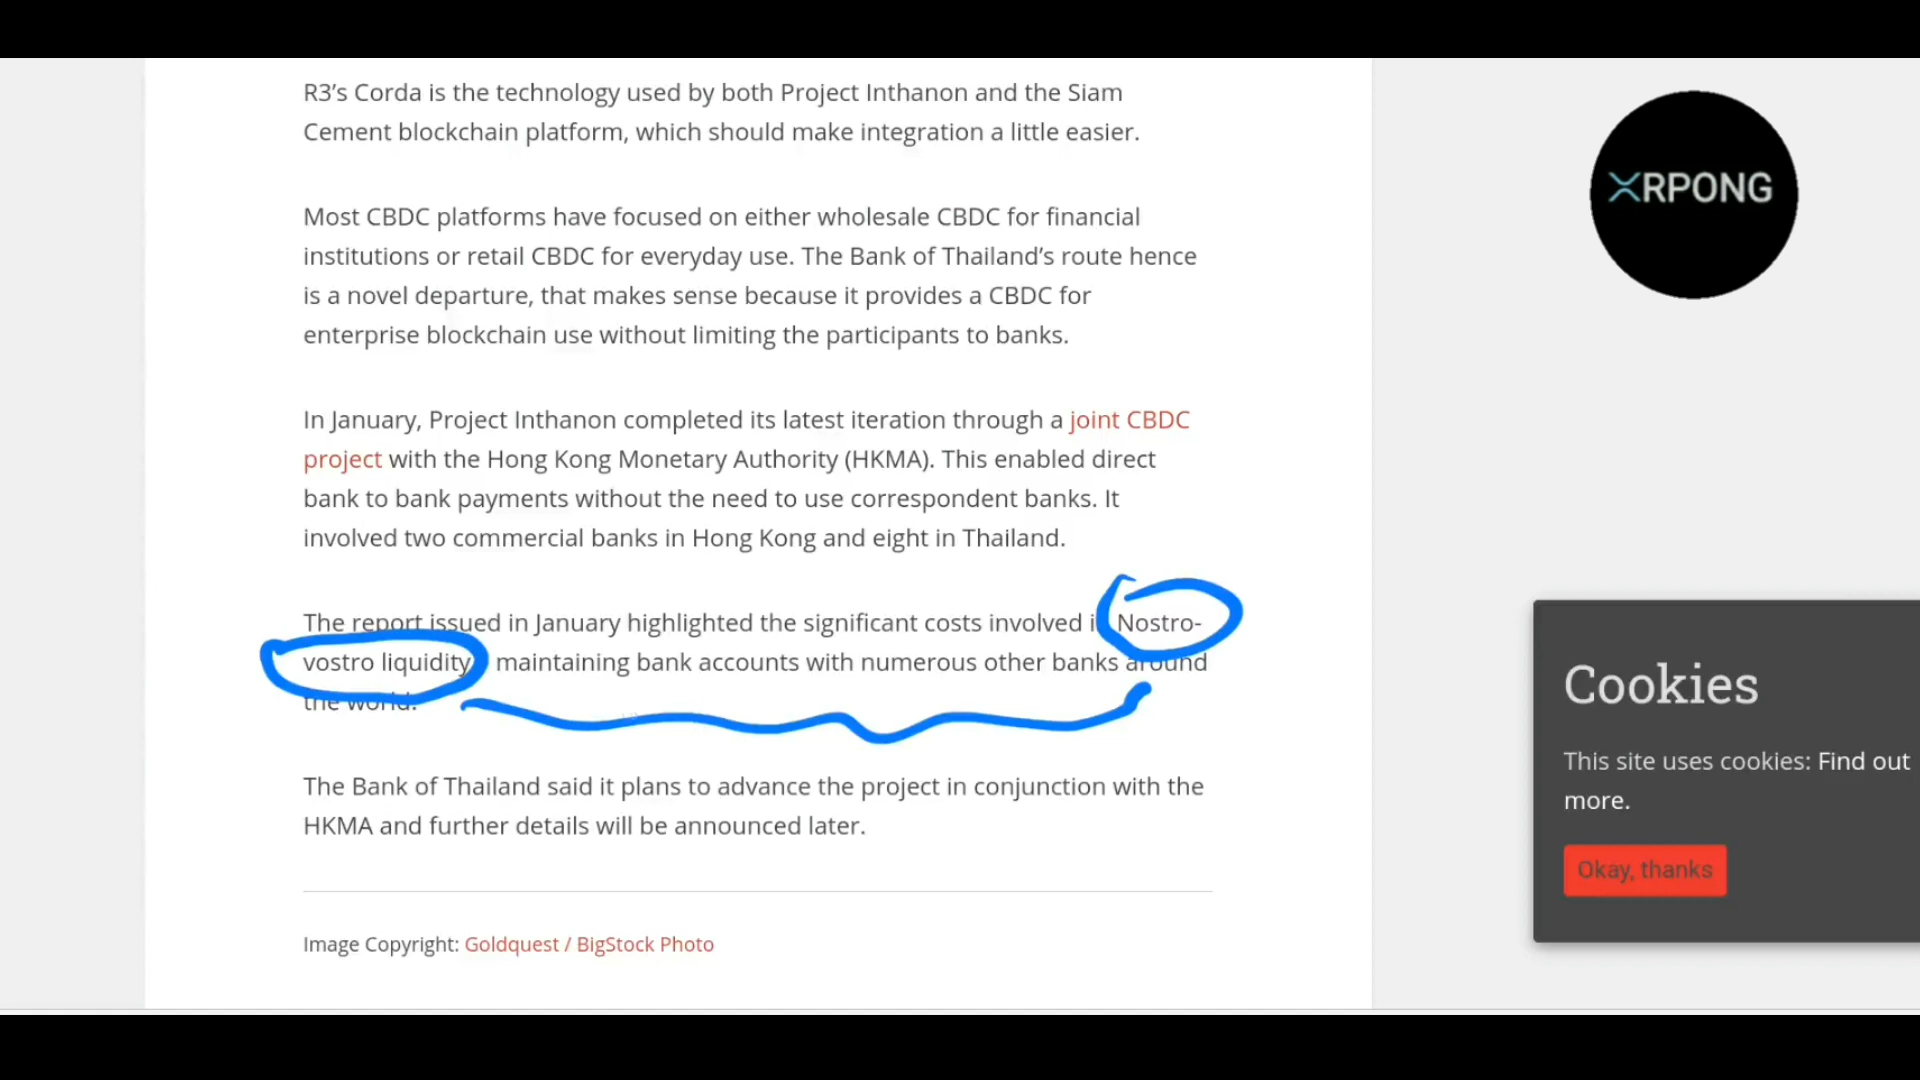 R3’s Corda is the technology used by both Project Inthanon and the Siam
Cement blockchain platform, which should make integration a little easier.
XRPONG
Most CBDC platforms have focused on either wholesale CBDC for financial
institutions or retail CBDC for everyday use. The Bank of Thailand’s route hence
is a novel departure, that makes sense because it provides a CBDC for
enterprise blockchain use without limiting the participants to banks.
In January, Project Inthanon completed its latest iteration through a joint CBDC
project with the Hong Kong Monetary Authority (HKMA). This enabled direct
bank to bank payments without the need to use correspondent banks. It
involved two commercial banks in Hong Kong and eight in Thailand.
The report issued in January highlighted the significant costs involved Nostro-
vostro liquidity maintaining bank accounts with numerous other banks around
the world.
The Bank of Thailand said it plans to advance the project in conjunction with the
HKMA and further details will be announced later.
Image Copyright: Goldquest / BigStock Photo
Cookies
This site uses cookies: Find out
more.
Okay, thanks